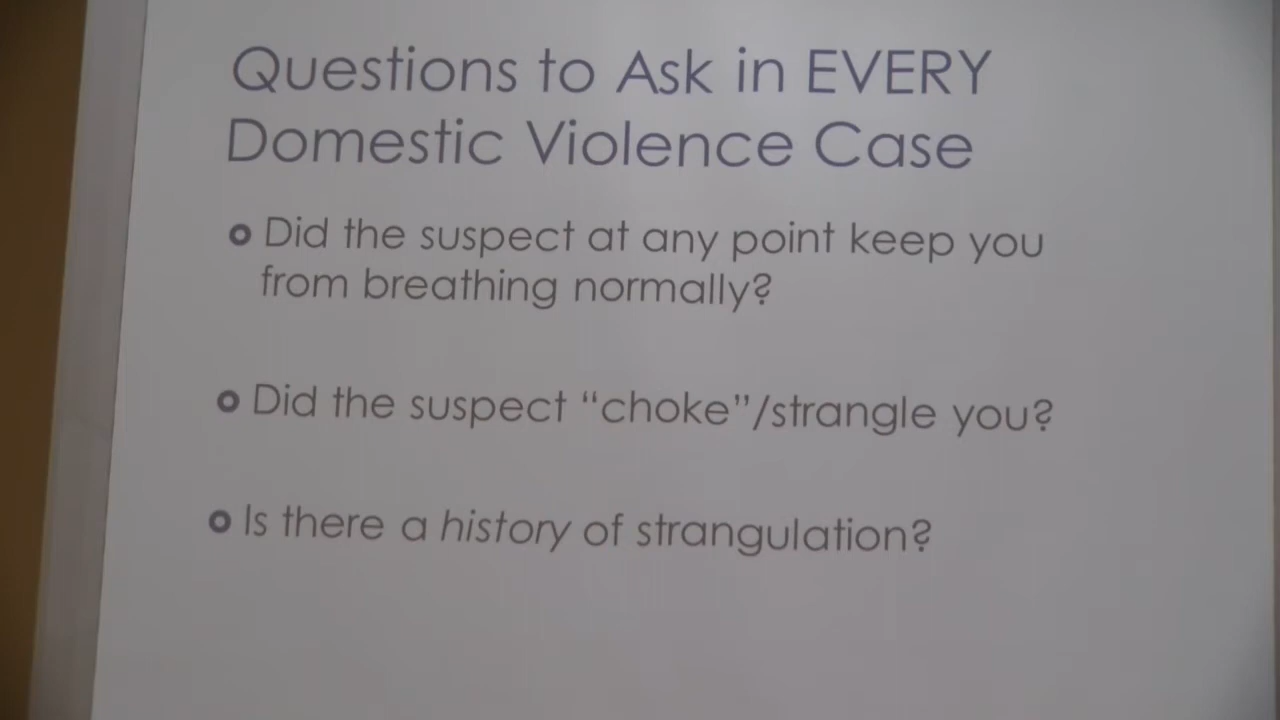 Questions to Ask in EVERY
Domestic Violence Case
Did the suspect at any point keep you
from breathing normally?
Did the suspect “choke”/strangle you?
Is there a history of strangulation?